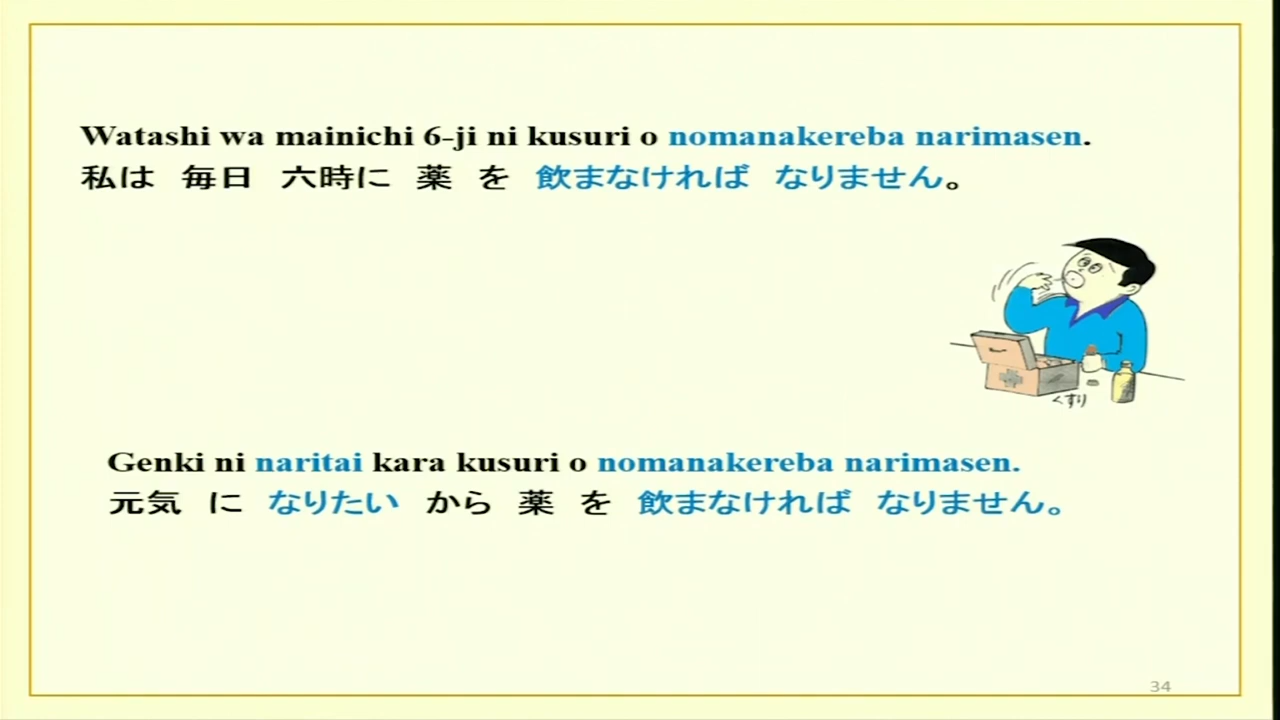 Watashi wa mainichi 6-ji ni kusuri o nomanakereba narimasen.
私は 毎日 六時に 薬 を 飲まなければ なりません。
くすり
Genki ni naritai kara kusuri o nomanakereba narimasen.
元気 に なりたい から 薬 を 飲まなければ なりません。
34